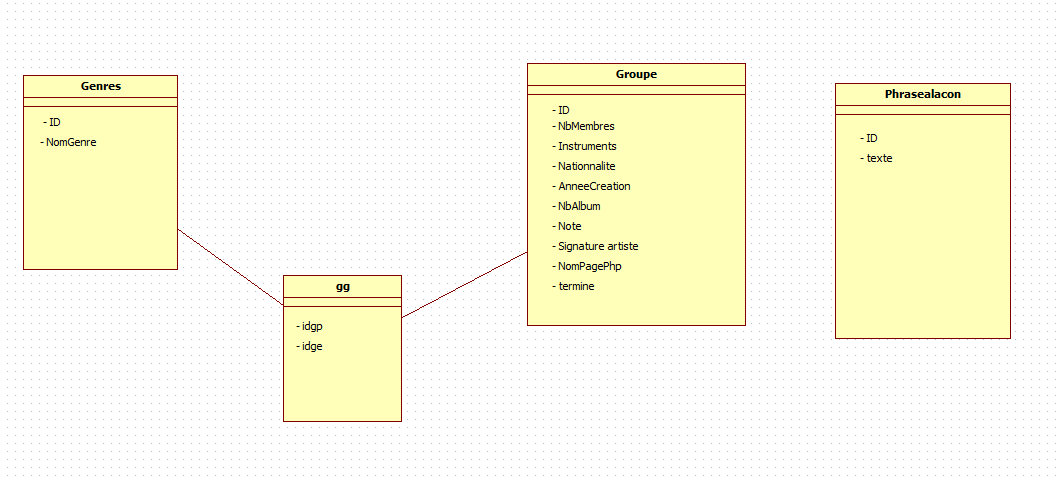 Genres
- ID
- NomGenre
gg
- idgp
- idge
Groupe
- ID
- NbMembres
- Instruments
- Nationnalite
- AnneeCreation
- NbAlbum
- Note
- Signature artiste
- NomPagePhp
- termine
Phrasealacon
- ID
- texte